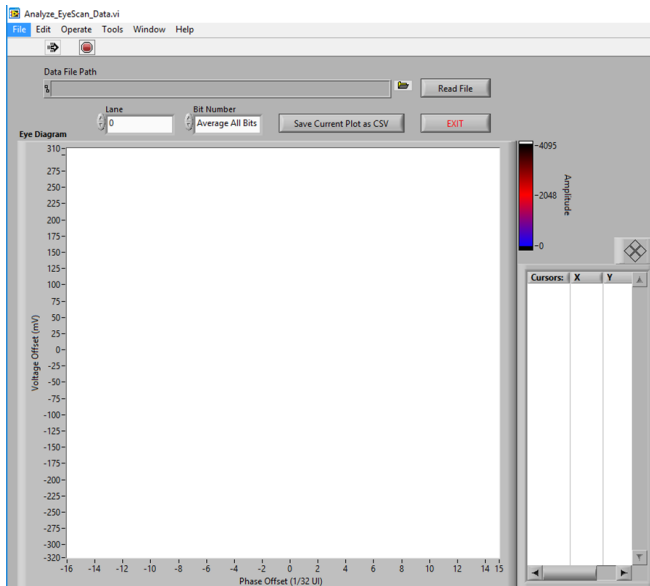 Analyze_EyeScan_Data.vi
File Edit Operate Tools Window Help
Data File Path
Read File
Lane
Bit Number
0
Average All Bits
Save Current Plot as CSV
EXIT
Eye Diagram
310
275
250
225
200
175
150
125
100
75
50
25
0
-25
-50
-75
-100
-125
-150
-175
-200
-225
-250
-275
-300
-320
Voltage Offset (mV)
-16 -14 -12 -10 -8 -6 -4 -2 0 2 4 6 8 10 12 14 15
Phase Offset (1/32 UI)
4095
2048
0
Amplitude
Cursors: X Y